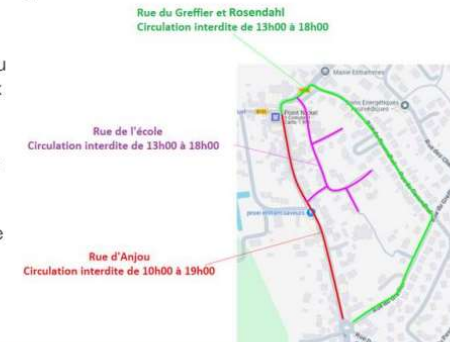 Rue du Greffier et Rosendahl
Circulation interdite de 13h00 à 18h00
Rue de l'école
Circulation interdite de 13h00 à 18h00
Rue d'Anjou
Circulation interdite de 10h00 à 19h00
Mairie
Point